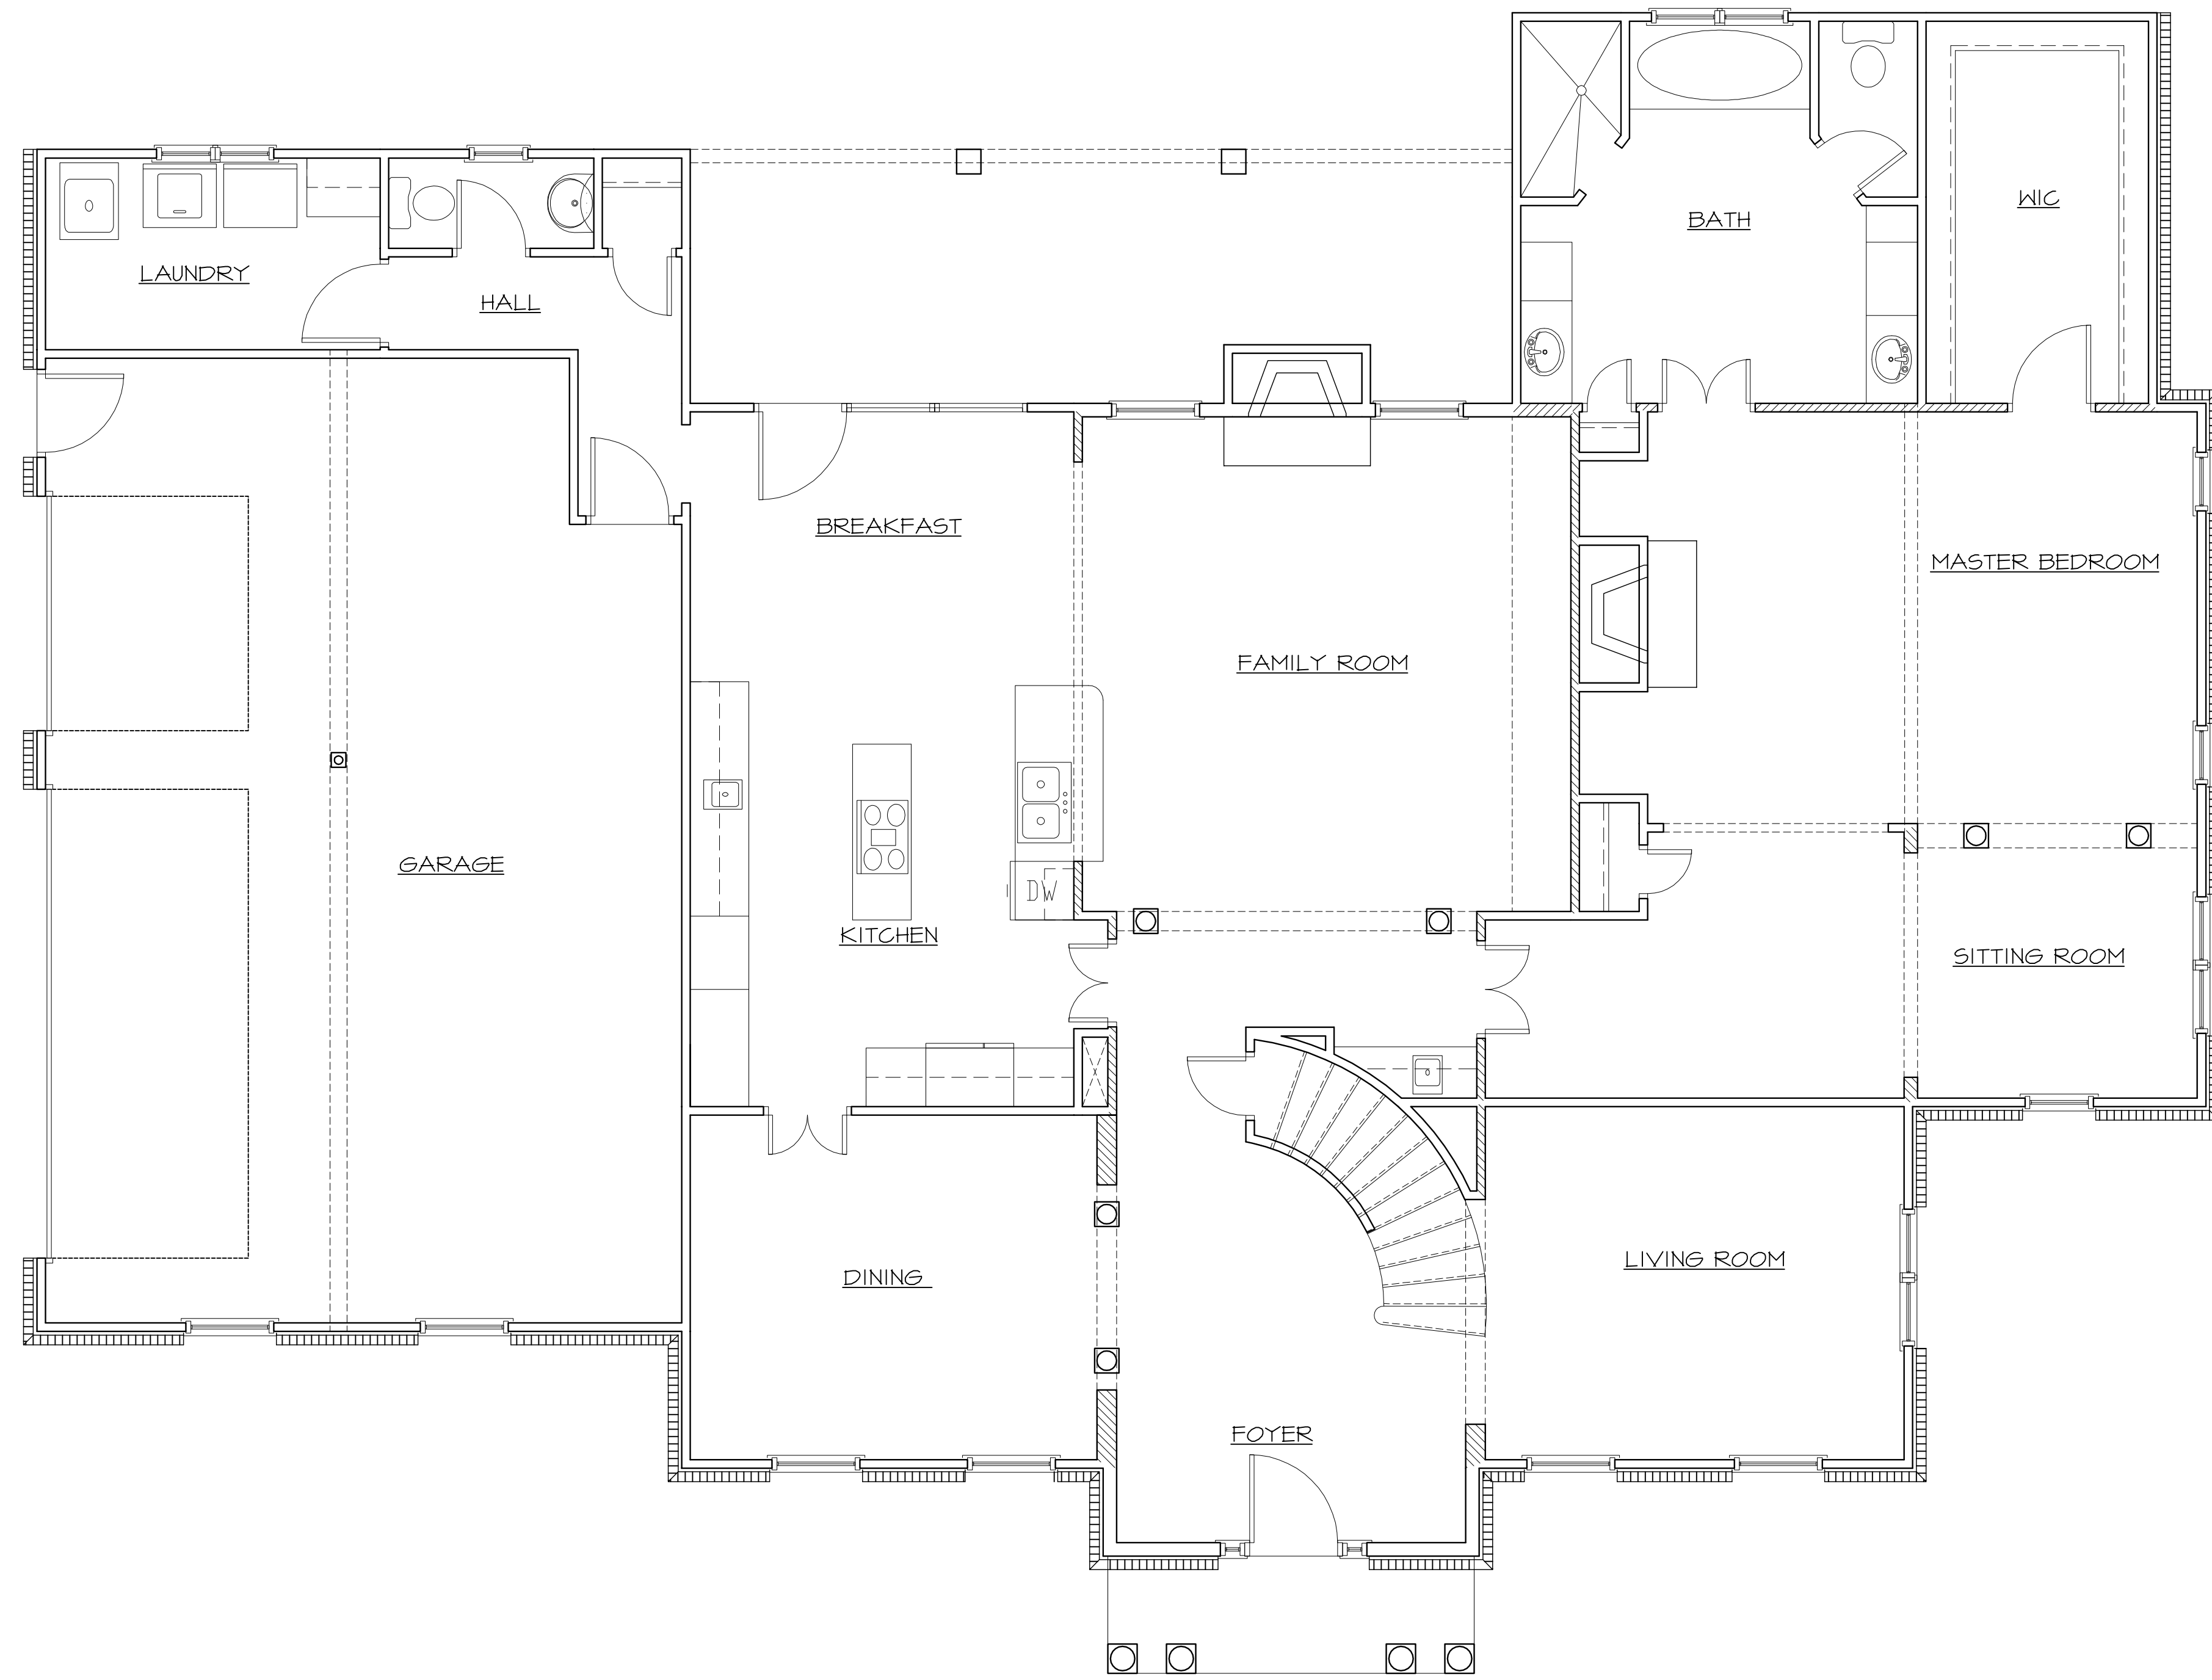 WIC
BATH
LAUNDRY
HALL
BREAKFAST
MASTER BEDROOM
FAMILY ROOM
GARAGE
DW
KITCHEN
SITTING ROOM
LIVING ROOM
DINING
FOYER